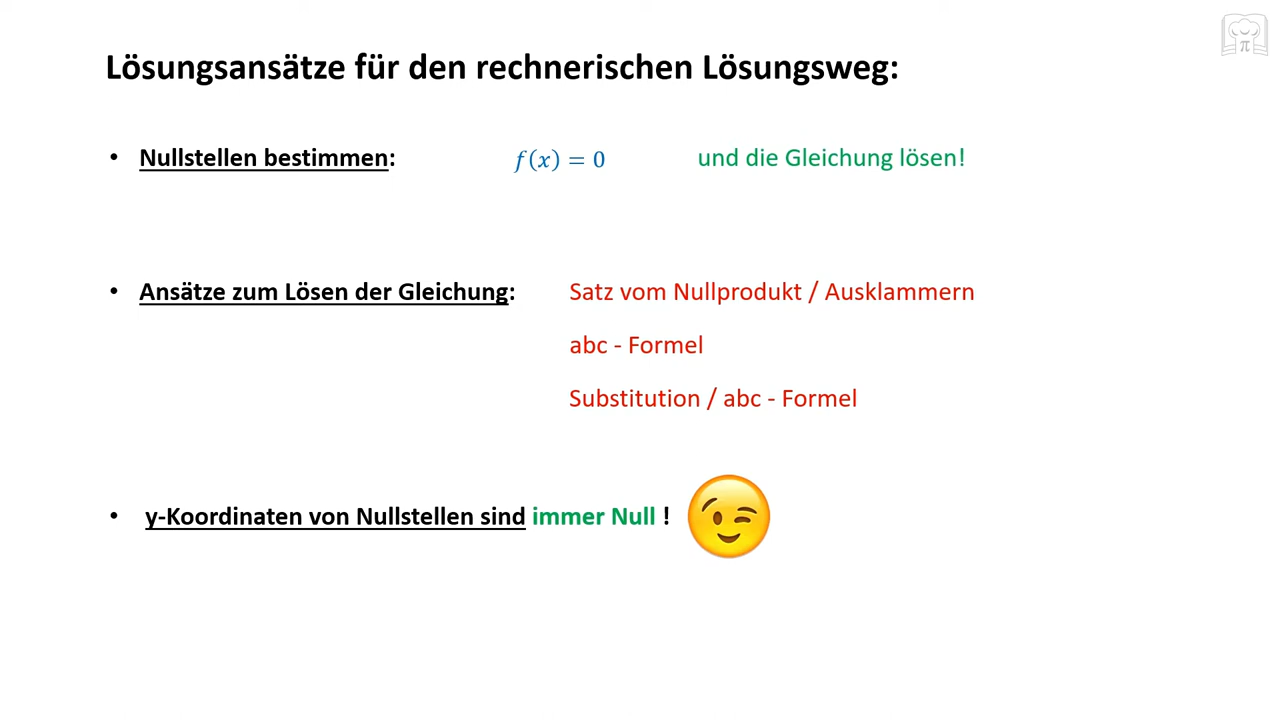 Lösungsansätze für den rechnerischen Lösungsweg:
• Nullstellen bestimmen: f(x) = 0 und die Gleichung lösen!
• Ansätze zum Lösen der Gleichung: Satz vom Nullprodukt / Ausklammern
abc - Formel
Substitution / abc - Formel
• y-Koordinaten von Nullstellen sind immer Null !
π